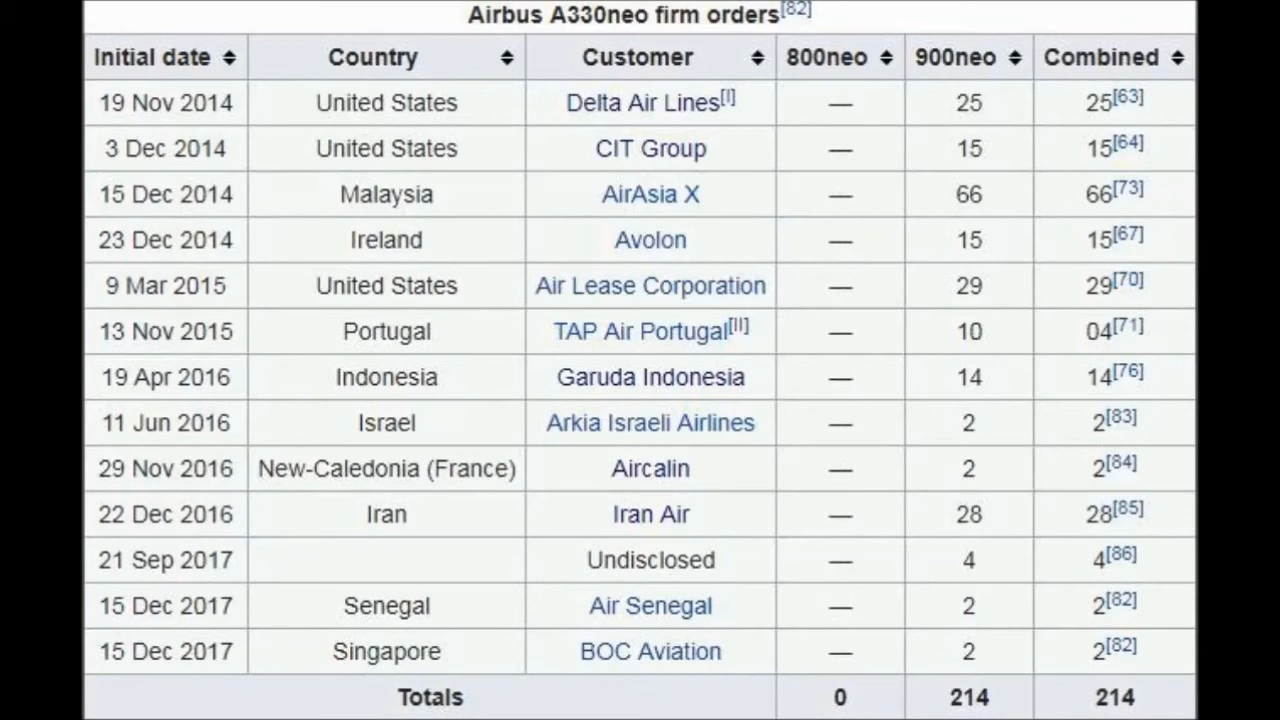 Airbus A330neo firm orders[82]
Initial date Country Customer 800neo 900neo Combined
19 Nov 2014 United States Delta Air Lines[I] — 25 25[63]
3 Dec 2014 United States CIT Group — 15 15[64]
15 Dec 2014 Malaysia AirAsia X — 66 66[73]
23 Dec 2014 Ireland Avolon — 15 15[67]
9 Mar 2015 United States Air Lease Corporation — 29 29[70]
13 Nov 2015 Portugal TAP Air Portugal[II] — 10 04[71]
19 Apr 2016 Indonesia Garuda Indonesia — 14 14[76]
11 Jun 2016 Israel Arkia Israeli Airlines — 2 2[83]
29 Nov 2016 New-Caledonia (France) Aircalin — 2 2[84]
22 Dec 2016 Iran Iran Air — 28 28[85]
21 Sep 2017 Undisclosed — 4 4[86]
15 Dec 2017 Senegal Air Senegal — 2 2[82]
15 Dec 2017 Singapore BOC Aviation — 2 2[82]
Totals 0 214 214